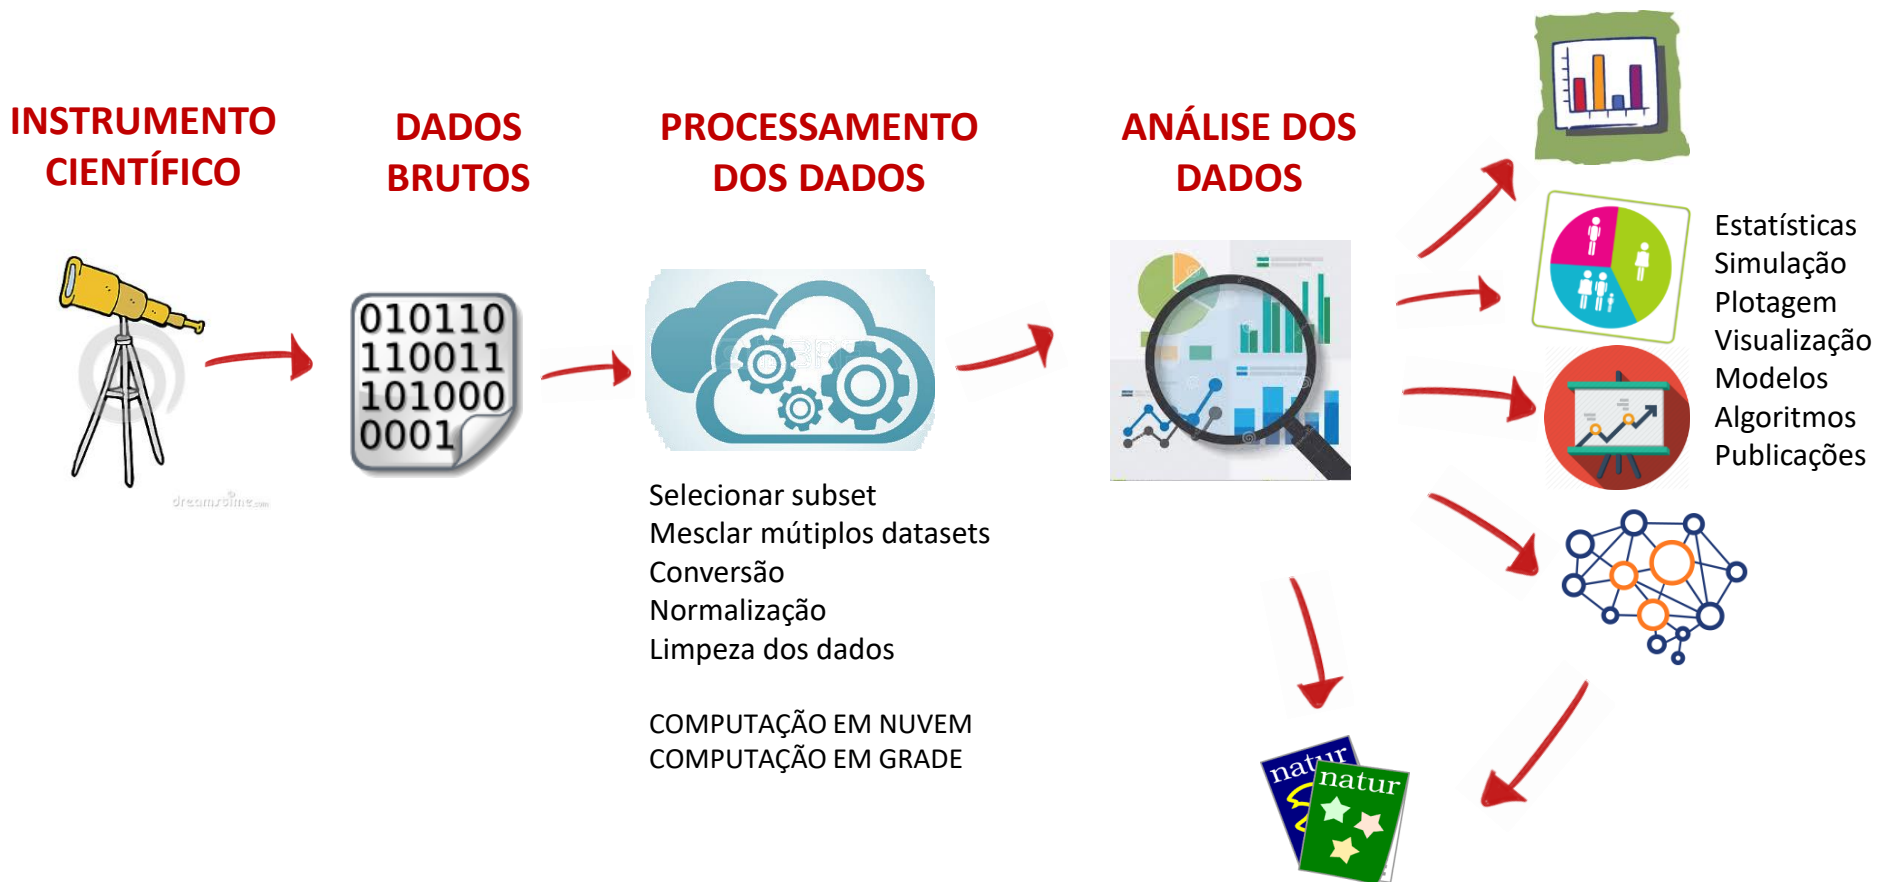 INSTRUMENTO
CIENTÍFICO
DADOS
BRUTOS
PROCESSAMENTO
DOS DADOS
ANÁLISE DOS
DADOS
010110
110011
101000
0001
dreamstime.com
Selecionar subset
Mesclar mútiplos datasets
Conversão
Normalização
Limpeza dos dados
COMPUTAÇÃO EM NUVEM
COMPUTAÇÃO EM GRADE
Estatísticas
Simulação
Plotagem
Visualização
Modelos
Algoritmos
Publicações
natur
natur